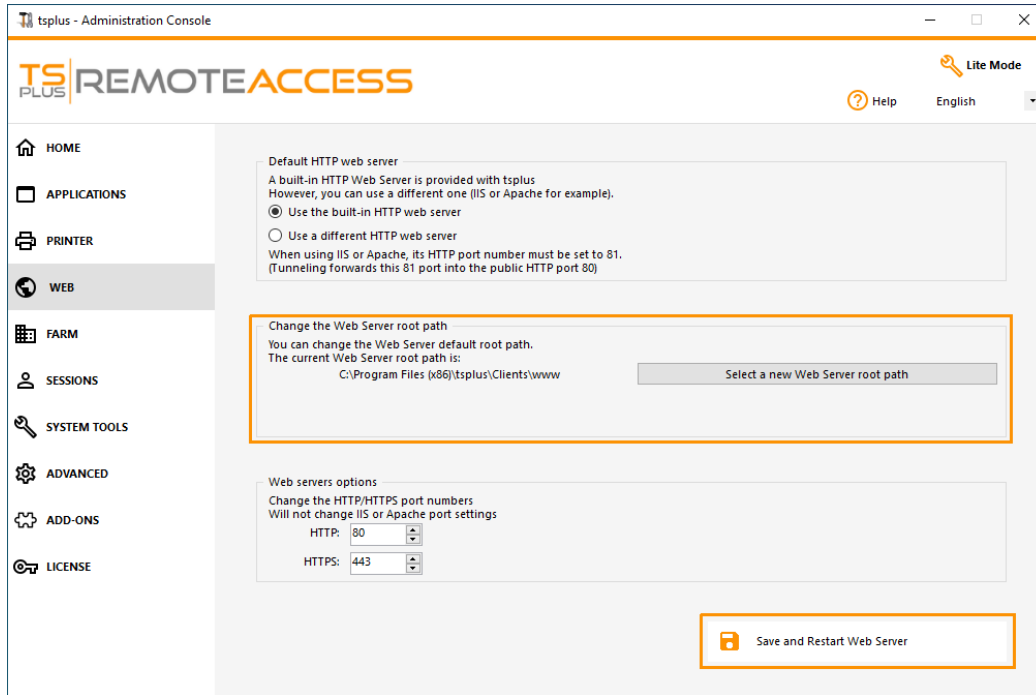 tsplus - Administration Console
TS PLUS REMOTEACCESS
Lite Mode
Help
English
HOME
APPLICATIONS
PRINTER
WEB
FARM
SESSIONS
SYSTEM TOOLS
ADVANCED
ADD-ONS
LICENSE
Default HTTP web server
A built-in HTTP Web Server is provided with tsplus
However, you can use a different one (IIS or Apache for example).
Use the built-in HTTP web server
Use a different HTTP web server
When using IIS or Apache, its HTTP port number must be set to 81.
(Tunneling forwards this 81 port into the public HTTP port 80)
Change the Web Server root path
You can change the Web Server default root path.
The current Web Server root path is:
C:\Program Files (x86)\tsplus\Clients\www
Select a new Web Server root path
Web servers options
Change the HTTP/HTTPS port numbers
Will not change IIS or Apache port settings
HTTP: 80
HTTPS: 443
Save and Restart Web Server